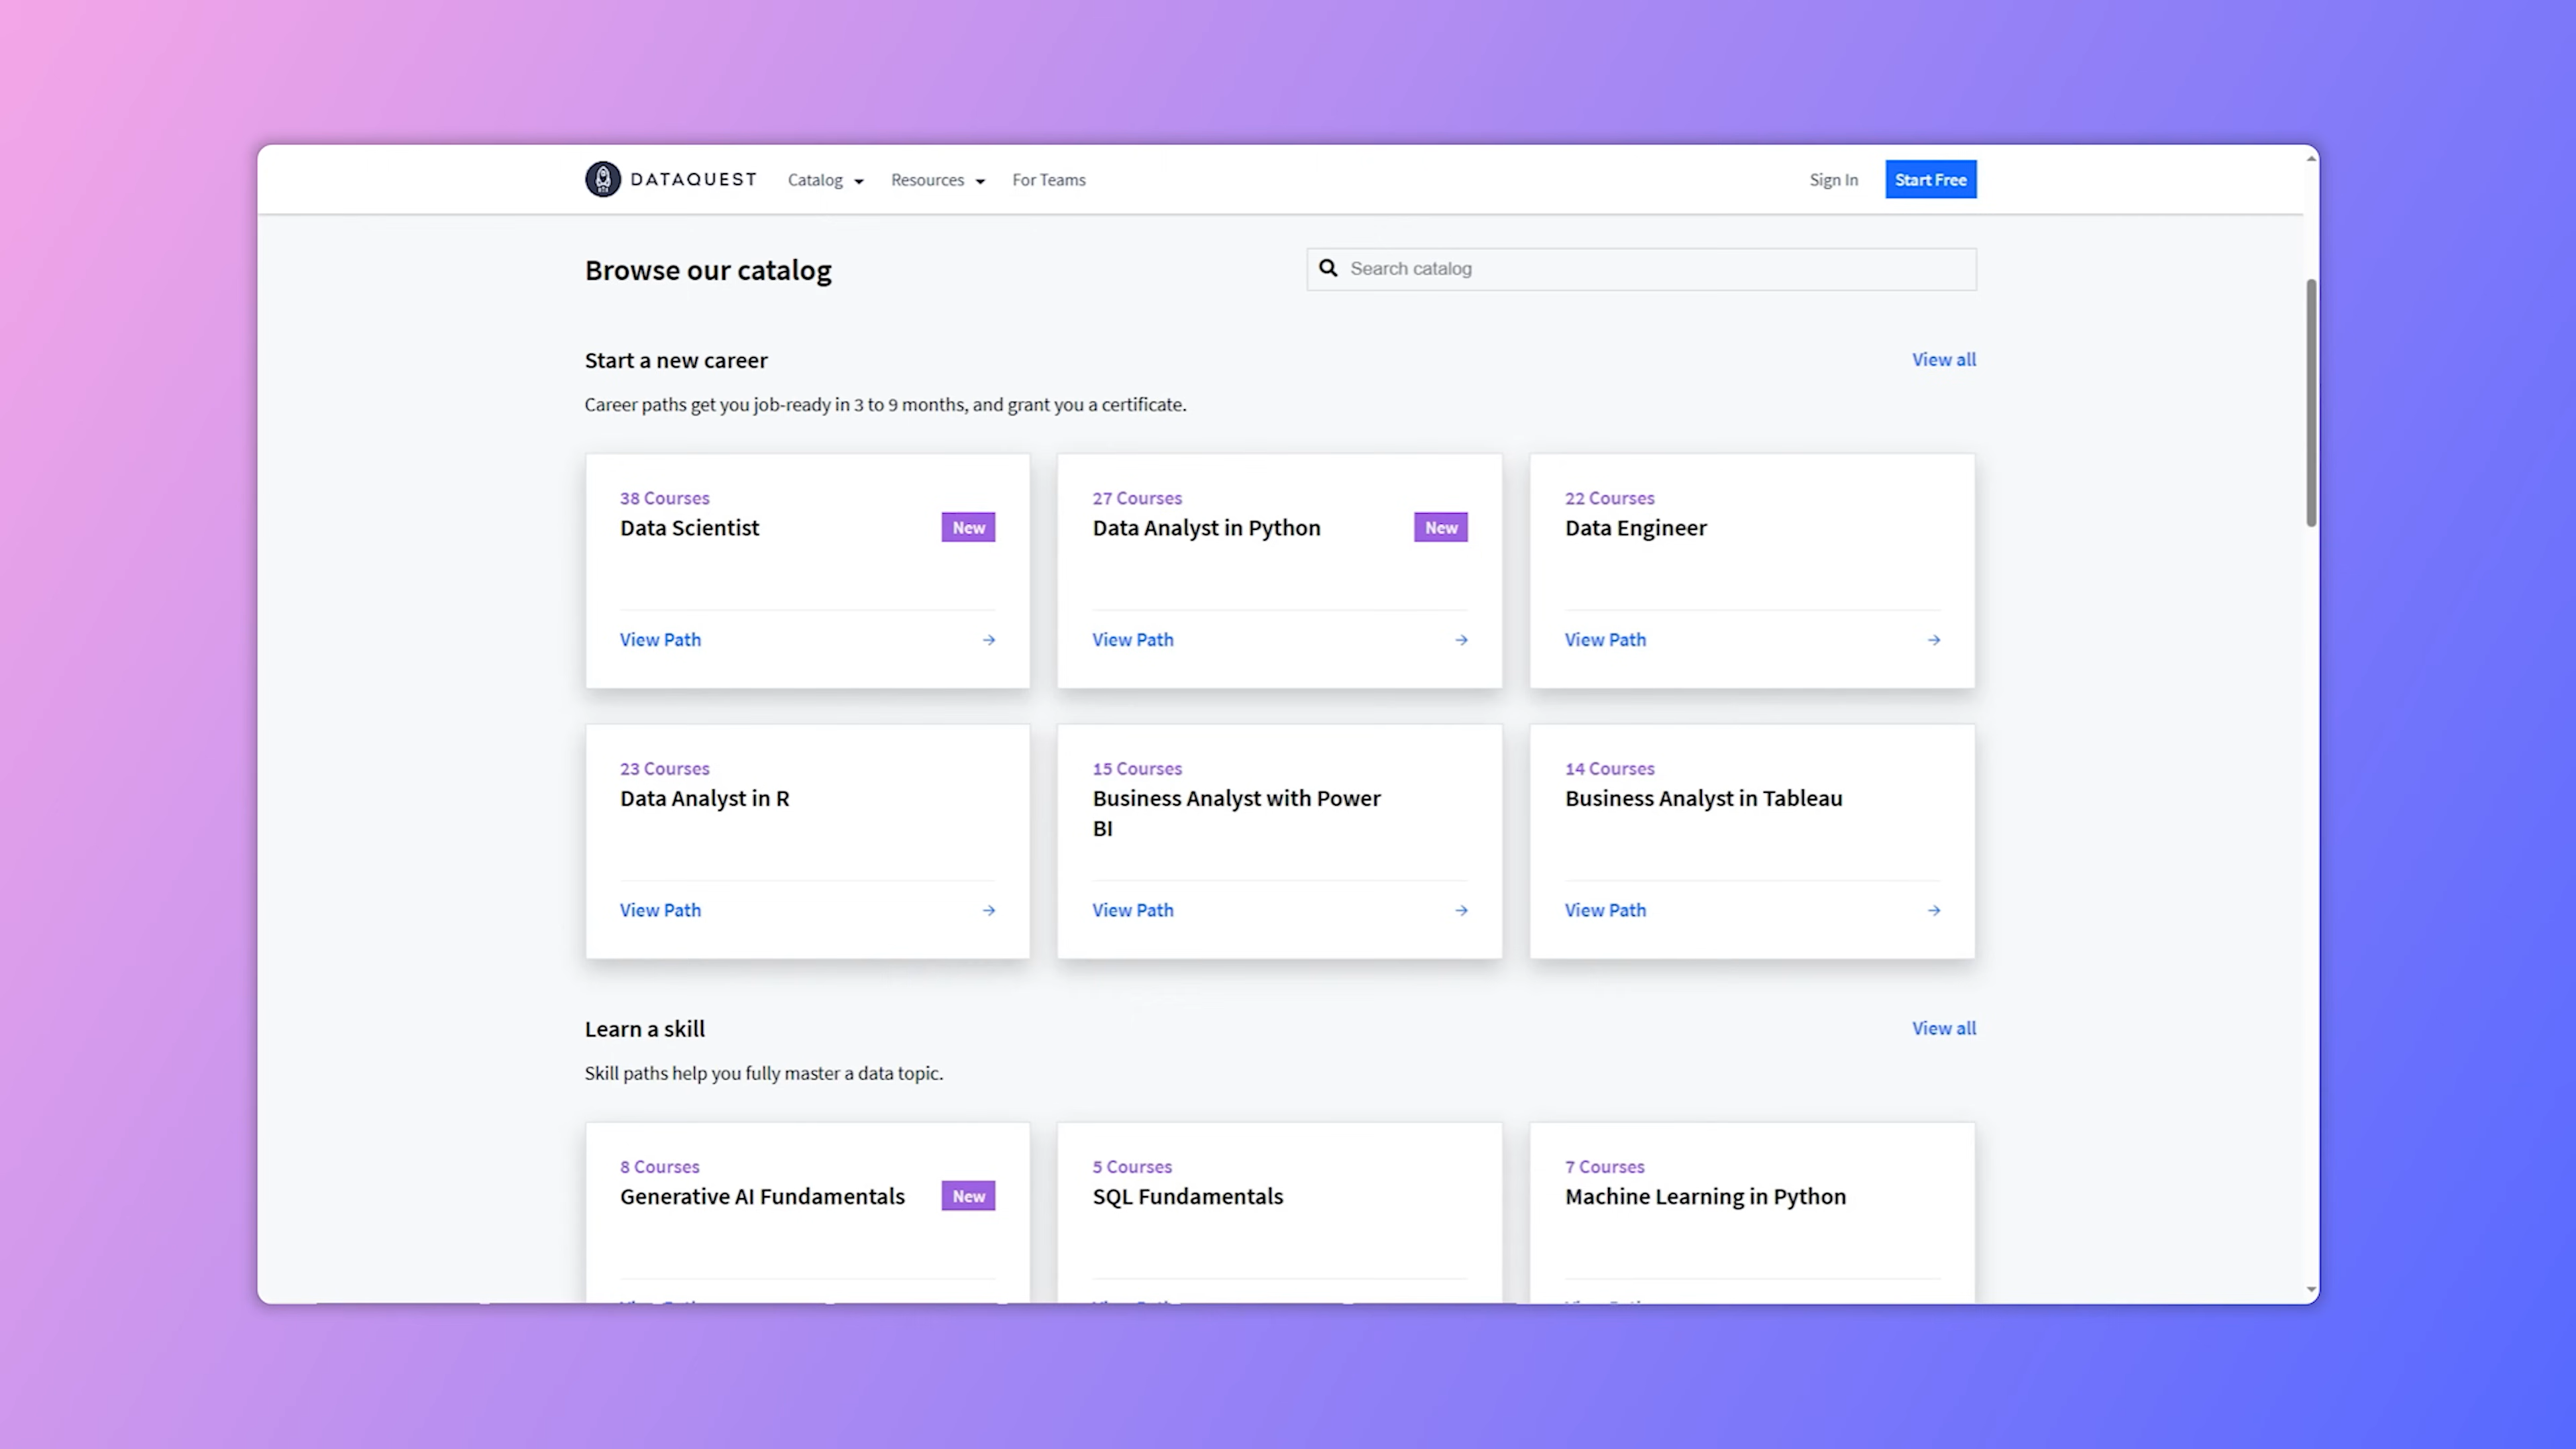 DATAQUEST
Catalog
Resources
For Teams
Sign In
Start Free
Browse our catalog
Search catalog
Start a new career
View all
Career paths get you job-ready in 3 to 9 months, and grant you a certificate.
38 Courses
Data Scientist
New
View Path
27 Courses
Data Analyst in Python
New
View Path
22 Courses
Data Engineer
View Path
23 Courses
Data Analyst in R
View Path
15 Courses
Business Analyst with Power
BI
View Path
14 Courses
Business Analyst in Tableau
View Path
Learn a skill
View all
Skill paths help you fully master a data topic.
8 Courses
Generative AI Fundamentals
New
5 Courses
SQL Fundamentals
7 Courses
Machine Learning in Python